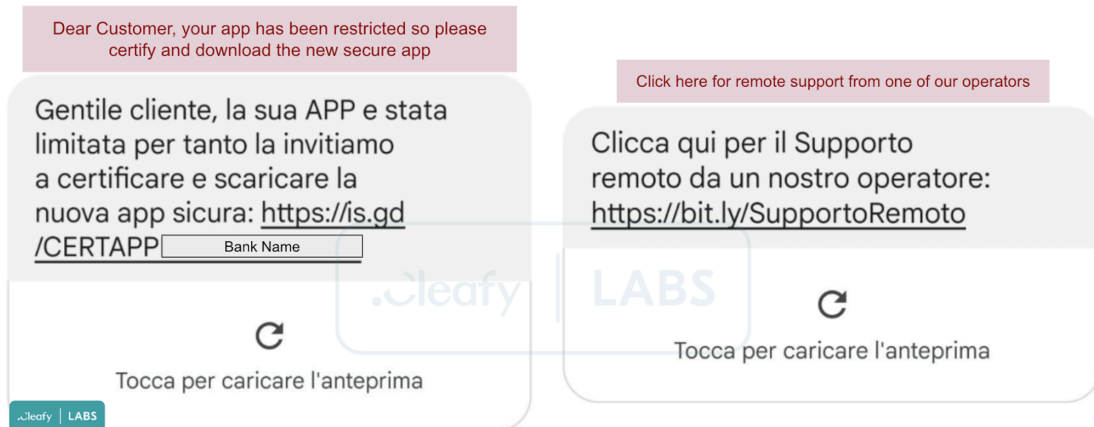 Dear Customer, your app has been restricted so please
certify and download the new secure app
Gentile cliente, la sua APP e stata
limitata per tanto la invitiamo
a certificare e scaricare la
nuova app sicura: https://is.gd
/CERTAPP Bank Name
Tocca per caricare l'anteprima
Click here for remote support from one of our operators
Clicca qui per il Supporto
remoto da un nostro operatore:
https://bit.ly/SupportoRemoto
Tocca per caricare l'anteprima
.Cleafy | LABS
.Cleafy | LABS